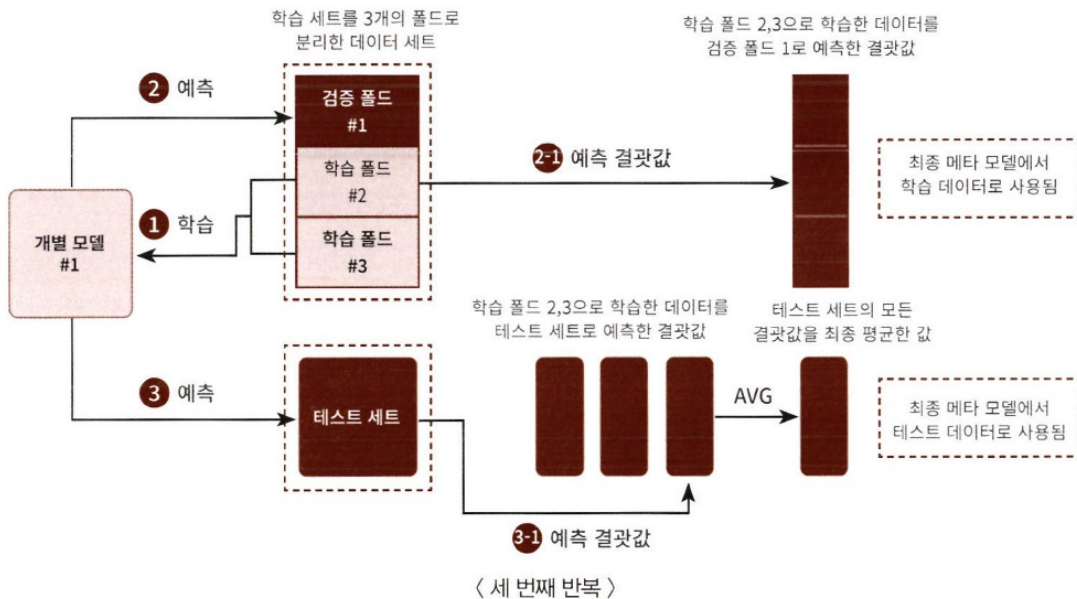 학습 세트를 3개의 폴드로
분리한 데이터 세트
학습 폴드 2,3으로 학습한 데이터를
검증 폴드 1로 예측한 결괏값
2 예측
검증 폴드
#1
2-1 예측 결괏값
학습 폴드
#2
최종 메타 모델에서
학습 데이터로 사용됨
1 학습
개별 모델
#1
학습 폴드
#3
학습 폴드 2,3으로 학습한 데이터를
테스트 세트로 예측한 결괏값
테스트 세트의 모든
결괏값을 최종 평균한 값
3 예측
테스트 세트
AVG
최종 메타 모델에서
테스트 데이터로 사용됨
3-1 예측 결괏값
〈 세 번째 반복 〉